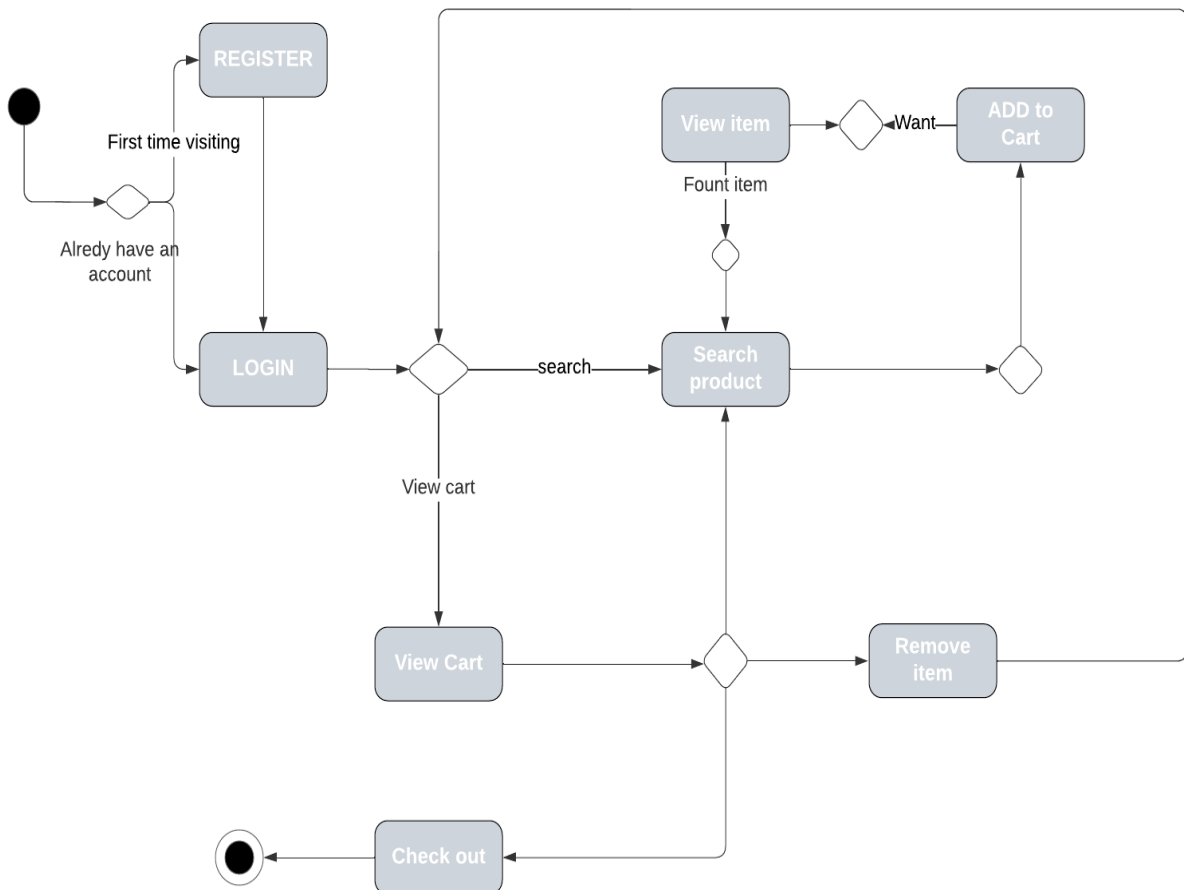 REGISTER
View item
Want
ADD to
Cart
First time visiting
Fount item
Alredy have an
account
LOGIN
search
Search
product
View cart
View Cart
Remove
item
Check out